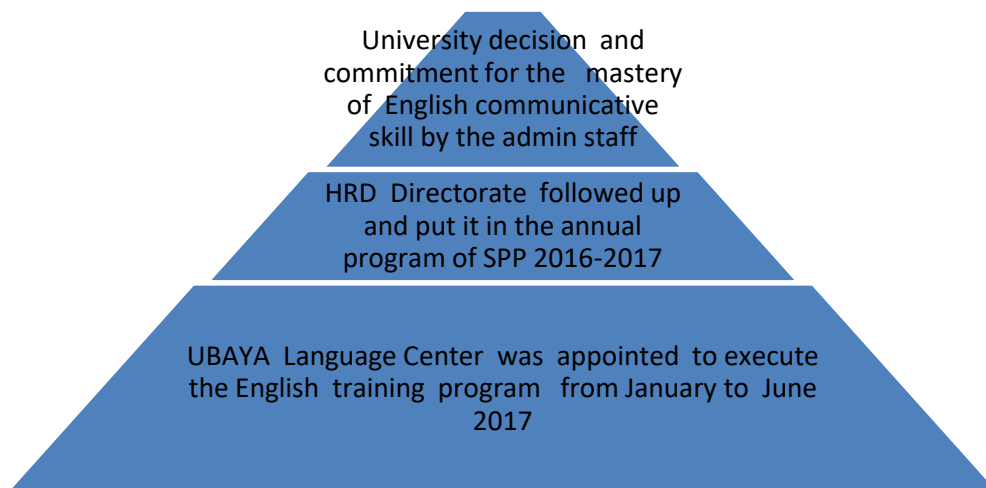 University decision and
commitment for the mastery
of English communicative
skill by the admin staff
HRD Directorate followed up
and put it in the annual
program of SPP 2016-2017
UBAYA Language Center was appointed to execute
the English training program from January to June
2017